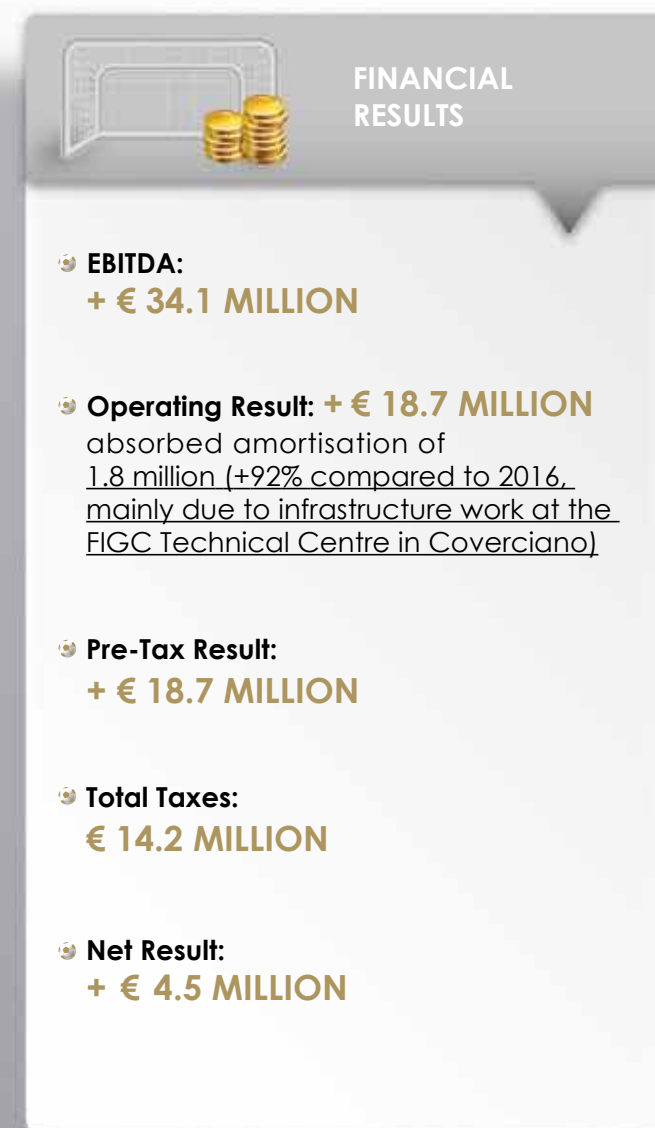 FINANCIAL
RESULTS
EBITDA:
+ € 34.1 MILLION
Operating Result: + € 18.7 MILLION
absorbed amortisation of
1.8 million (+92% compared to 2016,
mainly due to infrastructure work at the
FIGC Technical Centre in Coverciano)
Pre-Tax Result:
+ € 18.7 MILLION
Total Taxes:
€ 14.2 MILLION
Net Result:
+ € 4.5 MILLION